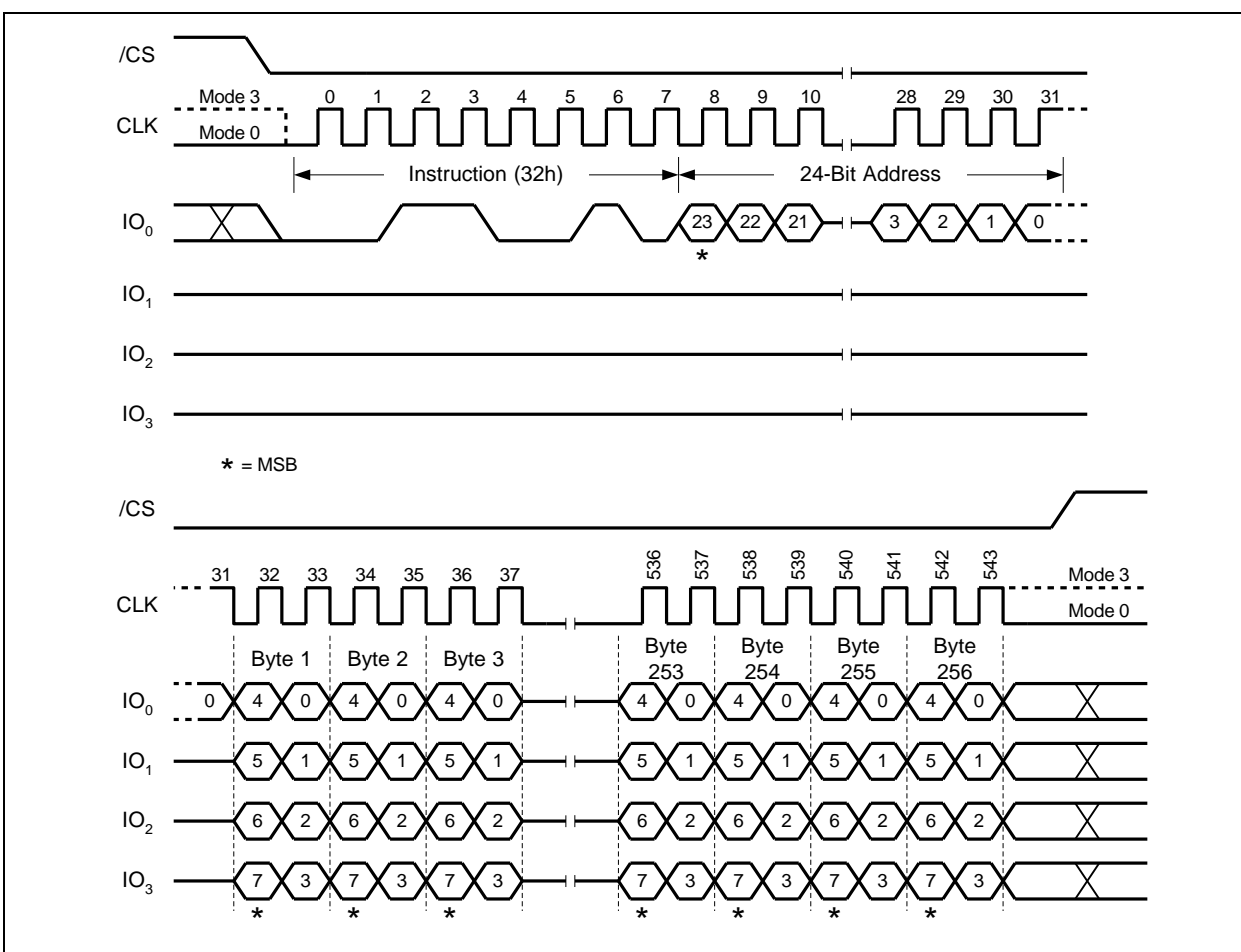 /CS
Mode 3 0 1 2 3 4 5 6 7 8 9 10 28 29 30 31
CLK
Mode 0
Instruction (32h) 24-Bit Address
IO0 23 22 21 3 2 1 0
*
IO1
IO2
IO3
* = MSB
/CS
31 32 33 34 35 36 37 536 537 538 539 540 541 542 543
Mode 3
CLK
Mode 0
Byte 1 Byte 2 Byte 3 Byte 253 Byte 254 Byte 255 Byte 256
IO0 0 4 0 4 0 4 0 4 0 4 0 4 0 4 0
IO1 5 1 5 1 5 1 5 1 5 1 5 1 5 1
IO2 6 2 6 2 6 2 6 2 6 2 6 2 6 2
IO3 7 3 7 3 7 3 7 3 7 3 7 3 7 3
* * * * * * *